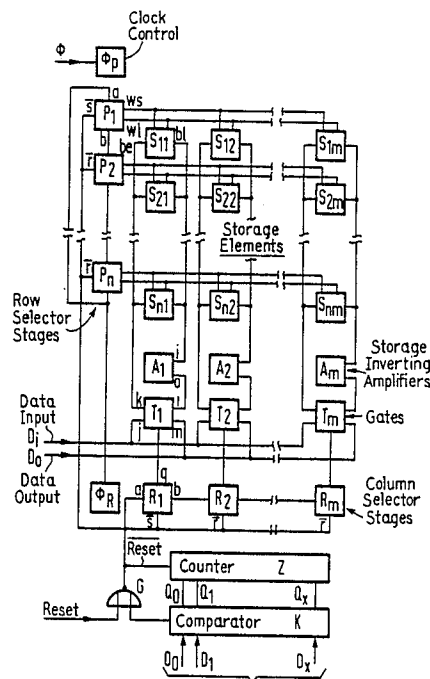 Clock
Control
Φ
Φp
a
s̅ P1 ws
b
wl S11 bl S12 S1m
r̅ P2 be
S21 S22 S2m
Storage
Elements
r̅ Pn
Sn1 Sn2 Snm
Row
Selector
Stages
i
A1 A2 Am
o
Storage
Inverting
Amplifiers
k l
T1 T2 Tm
j m
Gates
Data
Input
Di
Do
Data
Output
q
ΦR a R1 b R2 Rm
s̅ r̅ r̅
Column
Selector
Stages
R̅e̅s̅e̅t̅
Counter Z
G Q0 Q1 Qx
Reset
Comparator K
D0 D1 Dx